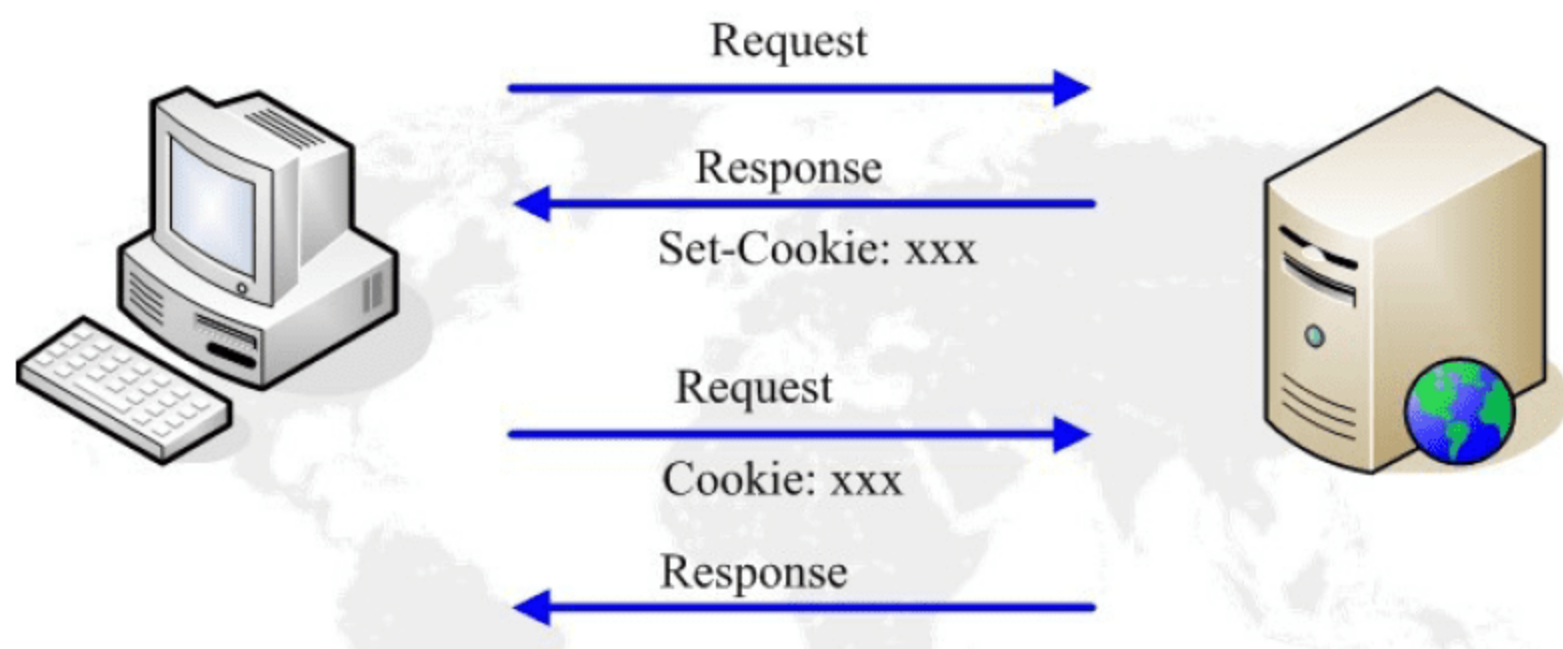 Request
Response
Set-Cookie: xxx
Request
Cookie: xxx
Response